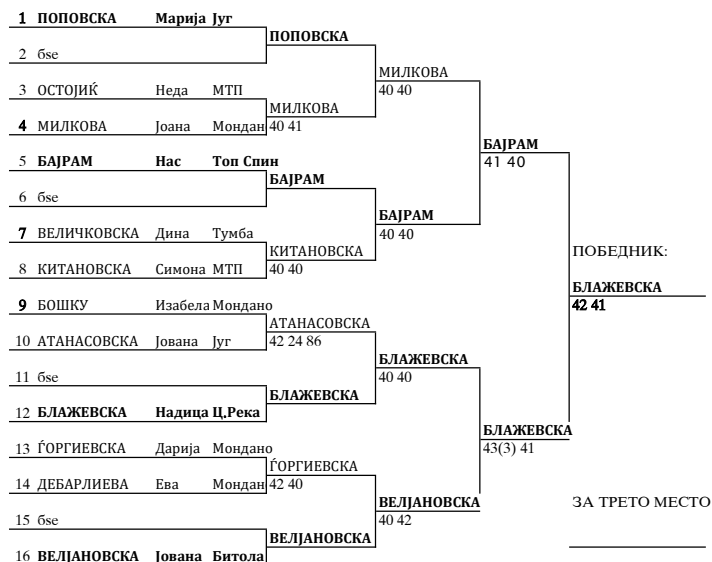 1 ПОПОВСКА Марија Југ
ПОПОВСКА
2 бѕе
МИЛКОВА
3 ОСТОЈИЌ Неда МТП
40 40
МИЛКОВА
4 МИЛКОВА Јоана Мондан
40 41
БАЈРАМ
5 БАЈРАМ Нас Топ Спин
41 40
БАЈРАМ
6 бѕе
БАЈРАМ
7 ВЕЛИЧКОВСКА Дина Тумба
40 40
КИТАНОВСКА
ПОБЕДНИК:
8 КИТАНОВСКА Симона МТП
40 40
БЛАЖЕВСКА
9 БОШКУ Изабела Мондано
42 41
АТАНАСОВСКА
10 АТАНАСОВСКА Јована Југ
42 24 86
БЛАЖЕВСКА
11 бѕе
40 40
БЛАЖЕВСКА
12 БЛАЖЕВСКА Надица Ц.Река
БЛАЖЕВСКА
13 ЃОРГИЕВСКА Дарија Мондано
43(3) 41
ЃОРГИЕВСКА
14 ДЕБАРЛИЕВА Ева Мондан
42 40
ВЕЛЈАНОВСКА
ЗА ТРЕТО МЕСТО
15 бѕе
40 42
ВЕЛЈАНОВСКА
16 ВЕЛЈАНОВСКА Јована Битола